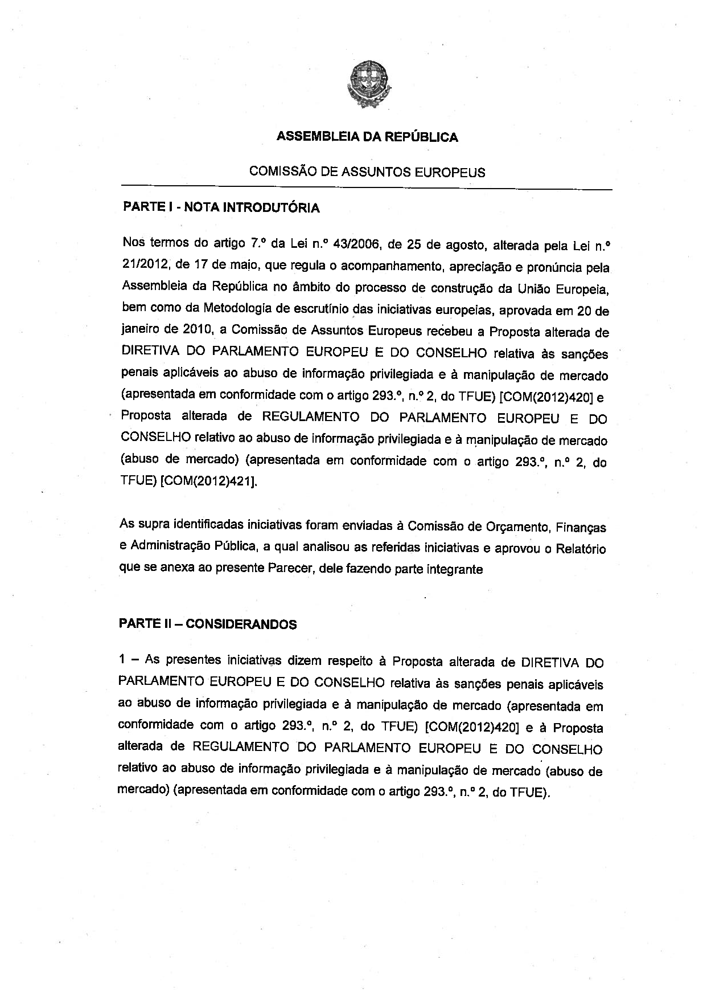 ASSEMBLEIA DA REPÚBLICA
COMISSÃO DE ASSUNTOS EUROPEUS
PARTE I - NOTA INTRODUTÓRIA
Nos termos do artigo 7.º da Lei n.º 43/2006, de 25 de agosto, alterada pela Lei n.º
21/2012, de 17 de maio, que regula o acompanhamento, apreciação e pronúncia pela
Assembleia da República no âmbito do processo de construção da União Europeia,
bem como da Metodologia de escrutínio das iniciativas europeias, aprovada em 20 de
janeiro de 2010, a Comissão de Assuntos Europeus recebeu a Proposta alterada de
DIRETIVA DO PARLAMENTO EUROPEU E DO CONSELHO relativa às sanções
penais aplicáveis ao abuso de informação privilegiada e à manipulação de mercado
(apresentada em conformidade com o artigo 293.º, n.º 2, do TFUE) [COM(2012)420] e
Proposta alterada de REGULAMENTO DO PARLAMENTO EUROPEU E DO
CONSELHO relativo ao abuso de informação privilegiada e à manipulação de mercado
(abuso de mercado) (apresentada em conformidade com o artigo 293.º, n.º 2, do
TFUE) [COM(2012)421].
As supra identificadas iniciativas foram enviadas à Comissão de Orçamento, Finanças
e Administração Pública, a qual analisou as referidas iniciativas e aprovou o Relatório
que se anexa ao presente Parecer, dele fazendo parte integrante
PARTE II – CONSIDERANDOS
1 – As presentes iniciativas dizem respeito à Proposta alterada de DIRETIVA DO
PARLAMENTO EUROPEU E DO CONSELHO relativa às sanções penais aplicáveis
ao abuso de informação privilegiada e à manipulação de mercado (apresentada em
conformidade com o artigo 293.º, n.º 2, do TFUE) [COM(2012)420] e à Proposta
alterada de REGULAMENTO DO PARLAMENTO EUROPEU E DO CONSELHO
relativo ao abuso de informação privilegiada e à manipulação de mercado (abuso de
mercado) (apresentada em conformidade com o artigo 293.º, n.º 2, do TFUE).